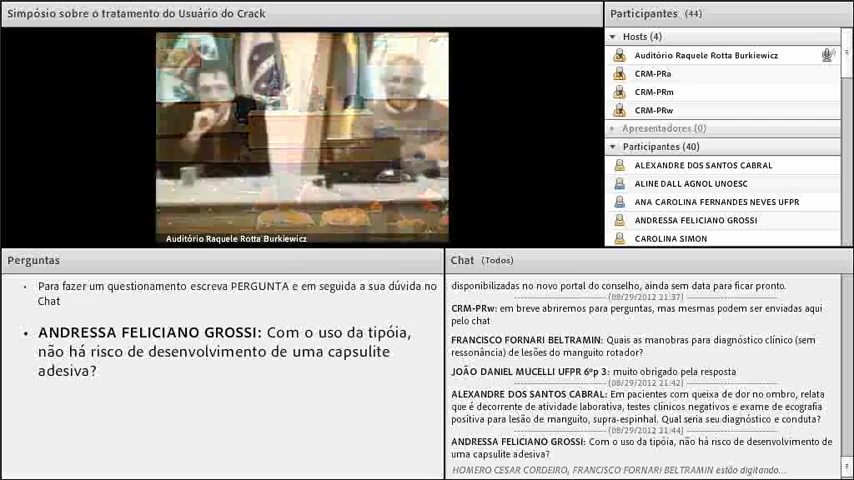 Simpósio sobre o tratamento do Usuário do Crack
Auditório Raquele Rotta Burkiewicz
Participantes (44)
Hosts (4)
Auditório Raquele Rotta Burkiewicz
CRM-PRa
CRM-PRm
CRM-PRw
Apresentadores (0)
Participantes (40)
ALEXANDRE DOS SANTOS CABRAL
ALINE DALL AGNOL UNOESC
ANA CAROLINA FERNANDES NEVES UFPR
ANDRESSA FELICIANO GROSSI
CAROLINA SIMON
Perguntas
• Para fazer um questionamento escreva PERGUNTA e em seguida a sua dúvida no
Chat
• ANDRESSA FELICIANO GROSSI: Com o uso da tipóia,
não há risco de desenvolvimento de uma capsulite
adesiva?
Chat (Todos)
disponibilizadas no novo portal do conselho, ainda sem data para ficar pronto.
(08/29/2012 21:37)
CRM-PRw: em breve abriremos para perguntas, mas mesmas podem ser enviadas aqui
pelo chat
FRANCISCO FORNARI BELTRAMIN: Quais as manobras para diagnóstico clínico (sem
ressonância) de lesões do manguito rotador?
JOÃO DANIEL MUCELLI UFPR 6ºp 3: muito obrigado pela resposta
(08/29/2012 21:42)
ALEXANDRE DOS SANTOS CABRAL: Em pacientes com queixa de dor no ombro, relata
que é decorrente de atividade laborativa, testes clínicos negativos e exame de ecografia
positiva para lesão de manguito, supra-espinhal. Qual seria seu diagnóstico e conduta?
(08/29/2012 21:44)
ANDRESSA FELICIANO GROSSI: Com o uso da tipóia, não há risco de desenvolvimento de
uma capsulite adesiva?
HOMERO CESAR CORDEIRO, FRANCISCO FORNARI BELTRAMIN estão digitando...